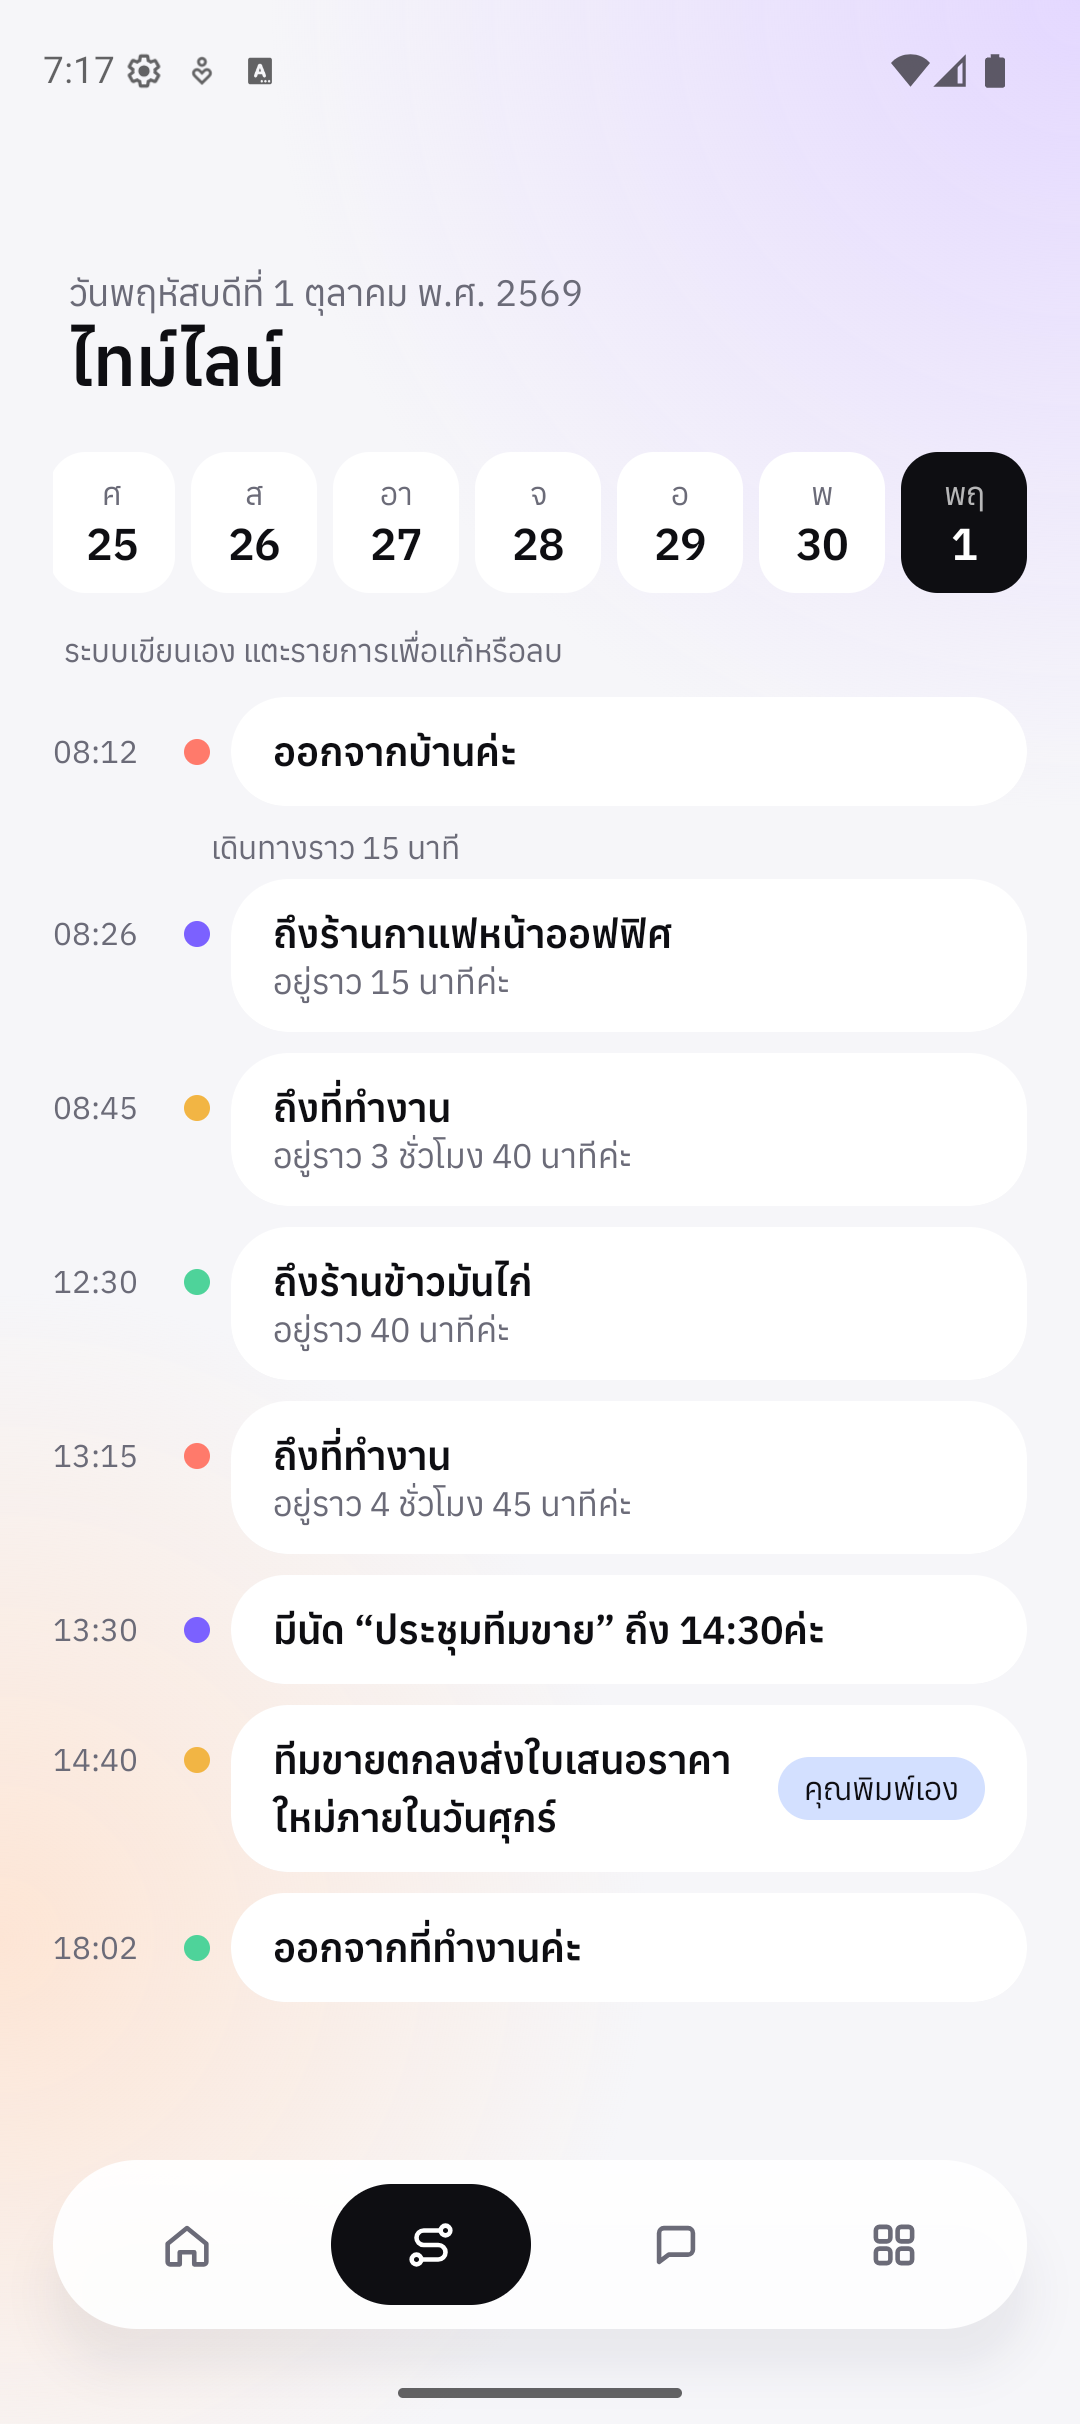 7:17
วันพฤหัสบดีที่ 1 ตุลาคม พ.ศ. 2569
ไทม์ไลน์
ศ ส อา จ อ พ พฤ
25 26 27 28 29 30 1
ระบบเขียนเอง แตะรายการเพื่อแก้หรือลบ
08:12 ออกจากบ้านค่ะ
เดินทางราว 15 นาที
08:26 ถึงร้านกาแฟหน้าออฟฟิศ
อยู่ราว 15 นาทีค่ะ
08:45 ถึงที่ทำงาน
อยู่ราว 3 ชั่วโมง 40 นาทีค่ะ
12:30 ถึงร้านข้าวมันไก่
อยู่ราว 40 นาทีค่ะ
13:15 ถึงที่ทำงาน
อยู่ราว 4 ชั่วโมง 45 นาทีค่ะ
13:30 มีนัด “ประชุมทีมขาย” ถึง 14:30ค่ะ
14:40 ทีมขายตกลงส่งใบเสนอราคา
ใหม่ภายในวันศุกร์
คุณพิมพ์เอง
18:02 ออกจากที่ทำงานค่ะ